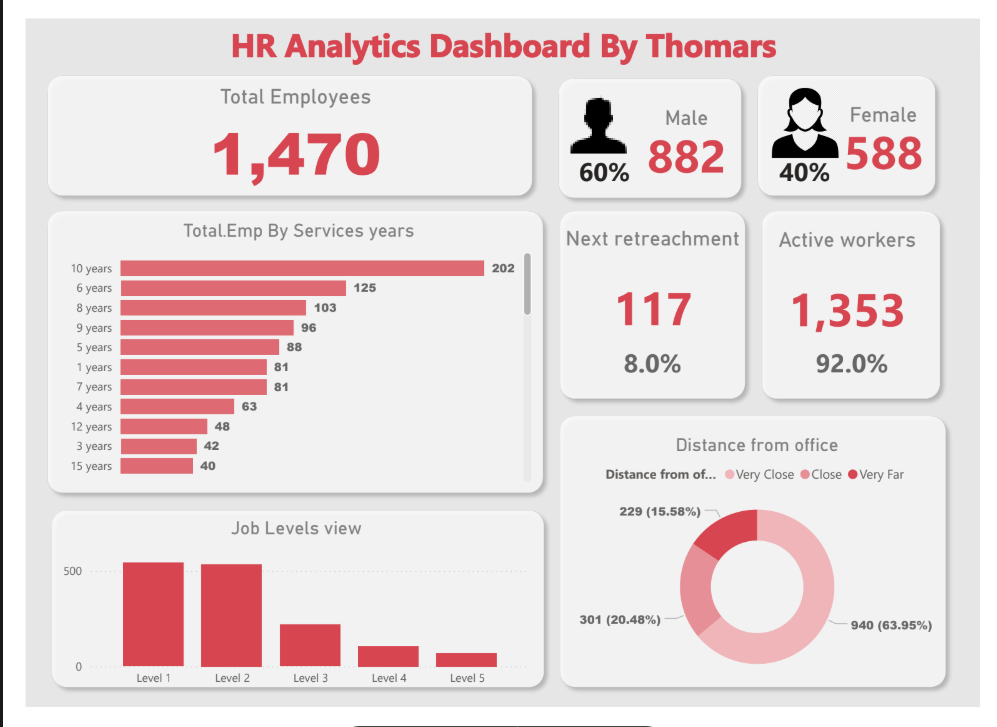 HR Analytics Dashboard By Thomars
Total Employees
1,470
Male
882
60%
Female
588
40%
Total.Emp By Services years
10 years 202
6 years 125
8 years 103
9 years 96
5 years 88
1 years 81
7 years 81
4 years 63
12 years 48
3 years 42
15 years 40
Next retreachment
117
8.0%
Active workers
1,353
92.0%
Job Levels view
500
0
Level 1 Level 2 Level 3 Level 4 Level 5
Distance from office
Distance from of... Very Close Close Very Far
229 (15.58%)
301 (20.48%)
940 (63.95%)